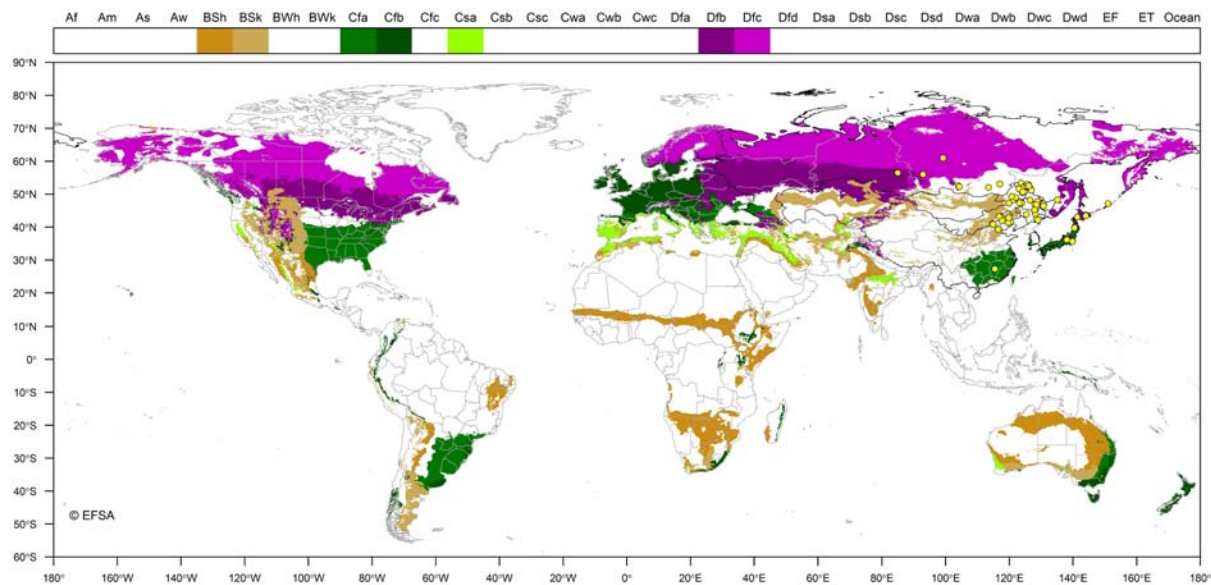 Af Am As Aw BSh BSk BWh BWk Cfa Cfb Cfc Csa Csb Csc Cwa Cwb Cwc Dfa Dfb Dfc Dfd Dsa Dsb Dsc Dsd Dwa Dwb Dwc Dwd EF ET Ocean
90°N
80°N
70°N
60°N
50°N
40°N
30°N
20°N
10°N
0°
10°S
20°S
30°S
40°S
50°S
60°S
© EFSA
180° 160°W 140°W 120°W 100°W 80°W 60°W 40°W 20°W 0° 20°E 40°E 60°E 80°E 100°E 120°E 140°E 160°E 180°